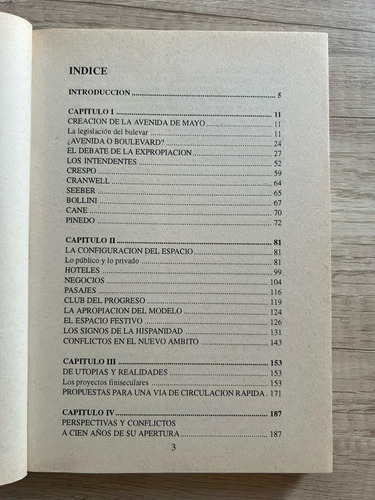 INDICE
INTRODUCCION ........ 5
CAPITULO I ........ 11
CREACION DE LA AVENIDA DE MAYO ........ 11
La legislación del bulevar ........ 11
¿AVENIDA O BOULEVARD? ........ 24
EL DEBATE DE LA EXPROPIACION ........ 27
LOS INTENDENTES ........ 52
CRESPO ........ 59
CRANWELL ........ 64
SEEBER ........ 65
BOLLINI ........ 67
CANE ........ 70
PINEDO ........ 72
CAPITULO II ........ 81
LA CONFIGURACION DEL ESPACIO ........ 81
Lo público y lo privado ........ 81
HOTELES ........ 99
NEGOCIOS ........ 104
PASAJES ........ 116
CLUB DEL PROGRESO ........ 119
LA APROPIACION DEL MODELO ........ 124
EL ESPACIO FESTIVO ........ 126
LOS SIGNOS DE LA HISPANIDAD ........ 131
CONFLICTOS EN EL NUEVO AMBITO ........ 143
CAPITULO III ........ 153
DE UTOPIAS Y REALIDADES ........ 153
Los proyectos finiseculares ........ 153
PROPUESTAS PARA UNA VIA DE CIRCULACION RAPIDA . 171
CAPITULO IV ........ 187
PERSPECTIVAS Y CONFLICTOS
A CIEN AÑOS DE SU APERTURA ........ 187
3